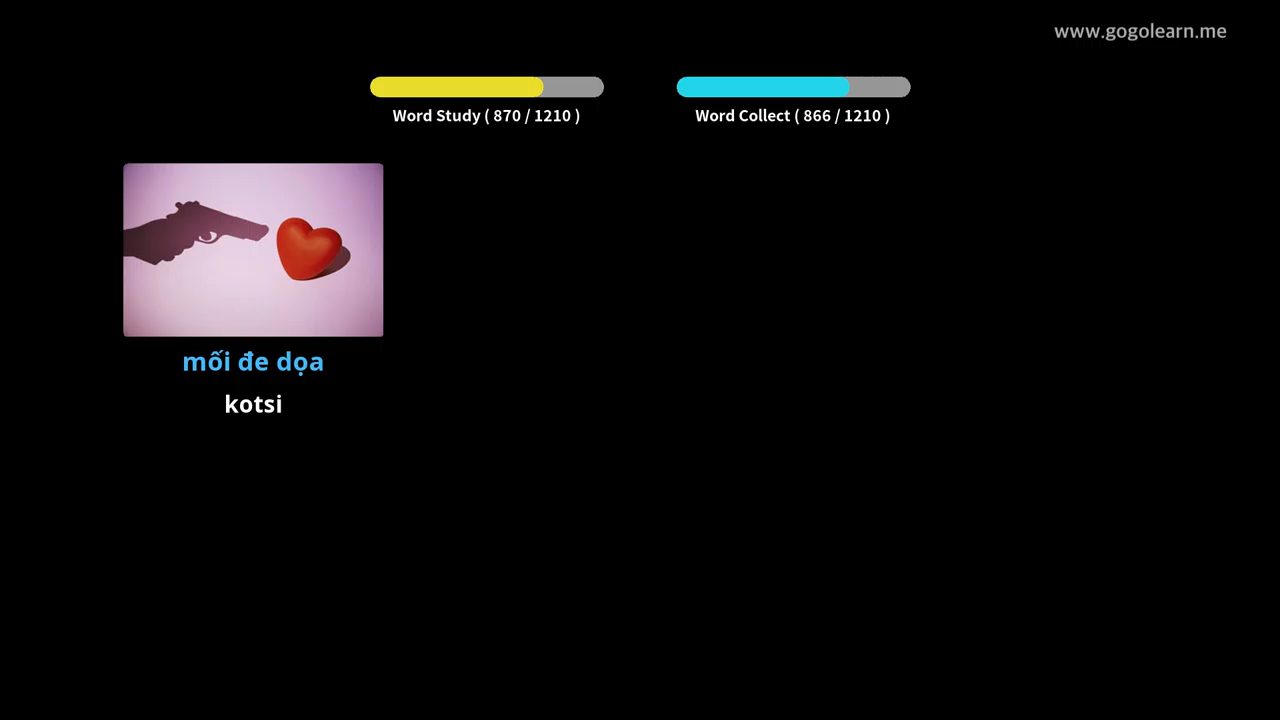 www.gogolearn.me
Word Study ( 870 / 1210 )
Word Collect ( 866 / 1210 )
mối đe dọa
kotsi